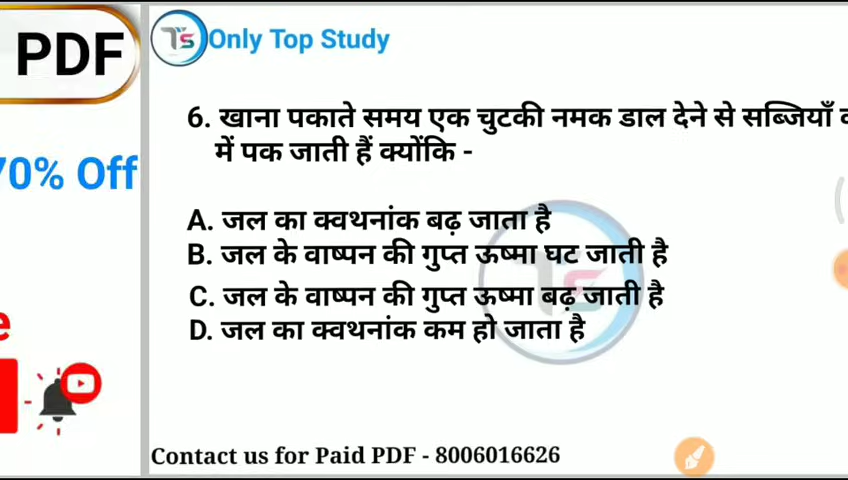 PDF
Only Top Study
6. खाना पकाते समय एक चुटकी नमक डाल देने से सब्जियाँ
में पक जाती हैं क्योंकि -
70% Off
A. जल का क्वथनांक बढ़ जाता है
B. जल के वाष्पन की गुप्त ऊष्मा घट जाती है
C. जल के वाष्पन की गुप्त ऊष्मा बढ़ जाती है
D. जल का क्वथनांक कम हो जाता है
Contact us for Paid PDF - 8006016626